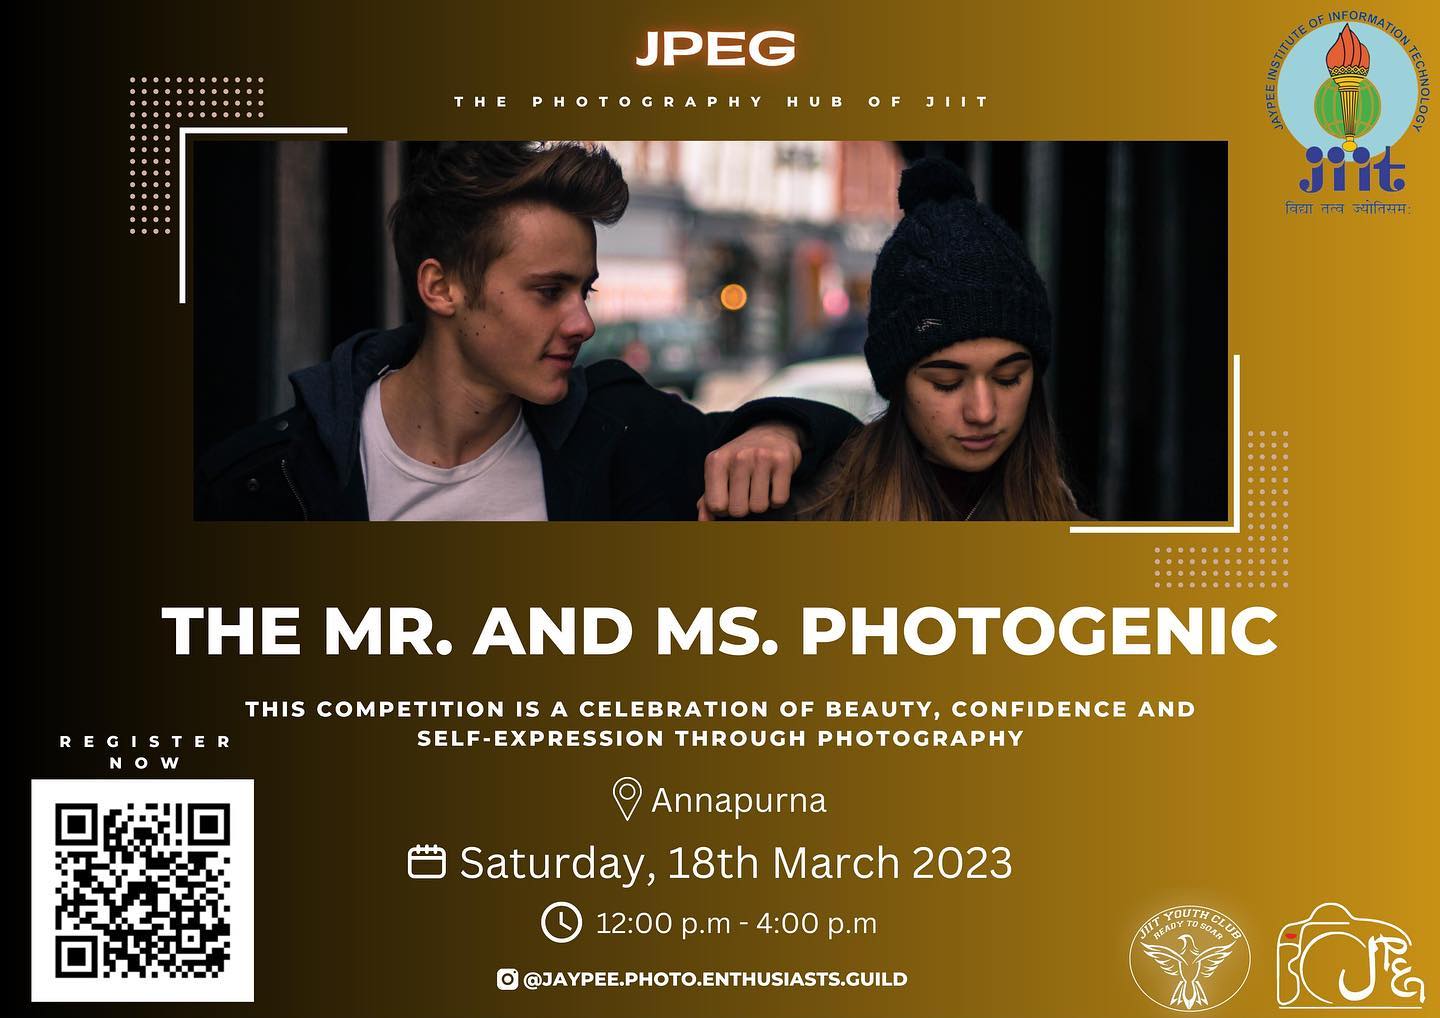 JPEG
THE PHOTOGRAPHY HUB OF JIIT
JAYPEE INSTITUTE OF INFORMATION TECHNOLOGY
jiit
विद्या तत्व ज्योतिसम:
THE MR. AND MS. PHOTOGENIC
THIS COMPETITION IS A CELEBRATION OF BEAUTY, CONFIDENCE AND
SELF-EXPRESSION THROUGH PHOTOGRAPHY
REGISTER
NOW
Annapurna
Saturday, 18th March 2023
12:00 p.m - 4:00 p.m
@JAYPEE.PHOTO.ENTHUSIASTS.GUILD
JIIT YOUTH CLUB
READY TO SOAR
JPEG